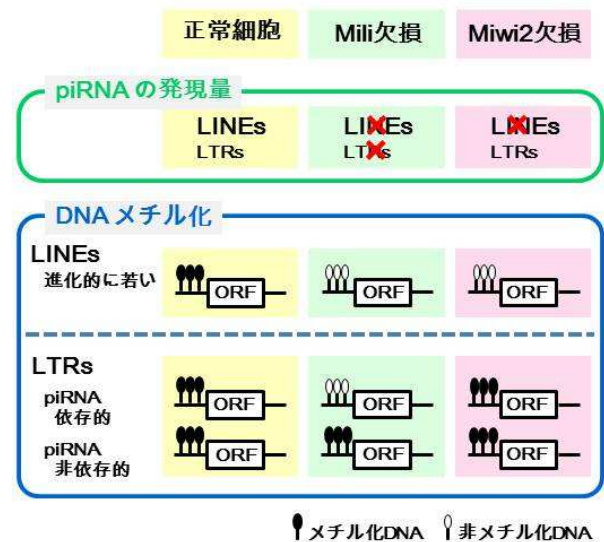 正常細胞 Mili欠損 Miwi2欠損
piRNAの発現量
LINEs LINEs LINEs
LTRs LTRs LTRs
DNAメチル化
LINEs
進化的に若い
ORF ORF ORF
LTRs
piRNA
依存的
ORF ORF ORF
piRNA
非依存的
ORF ORF ORF
メチル化DNA 非メチル化DNA